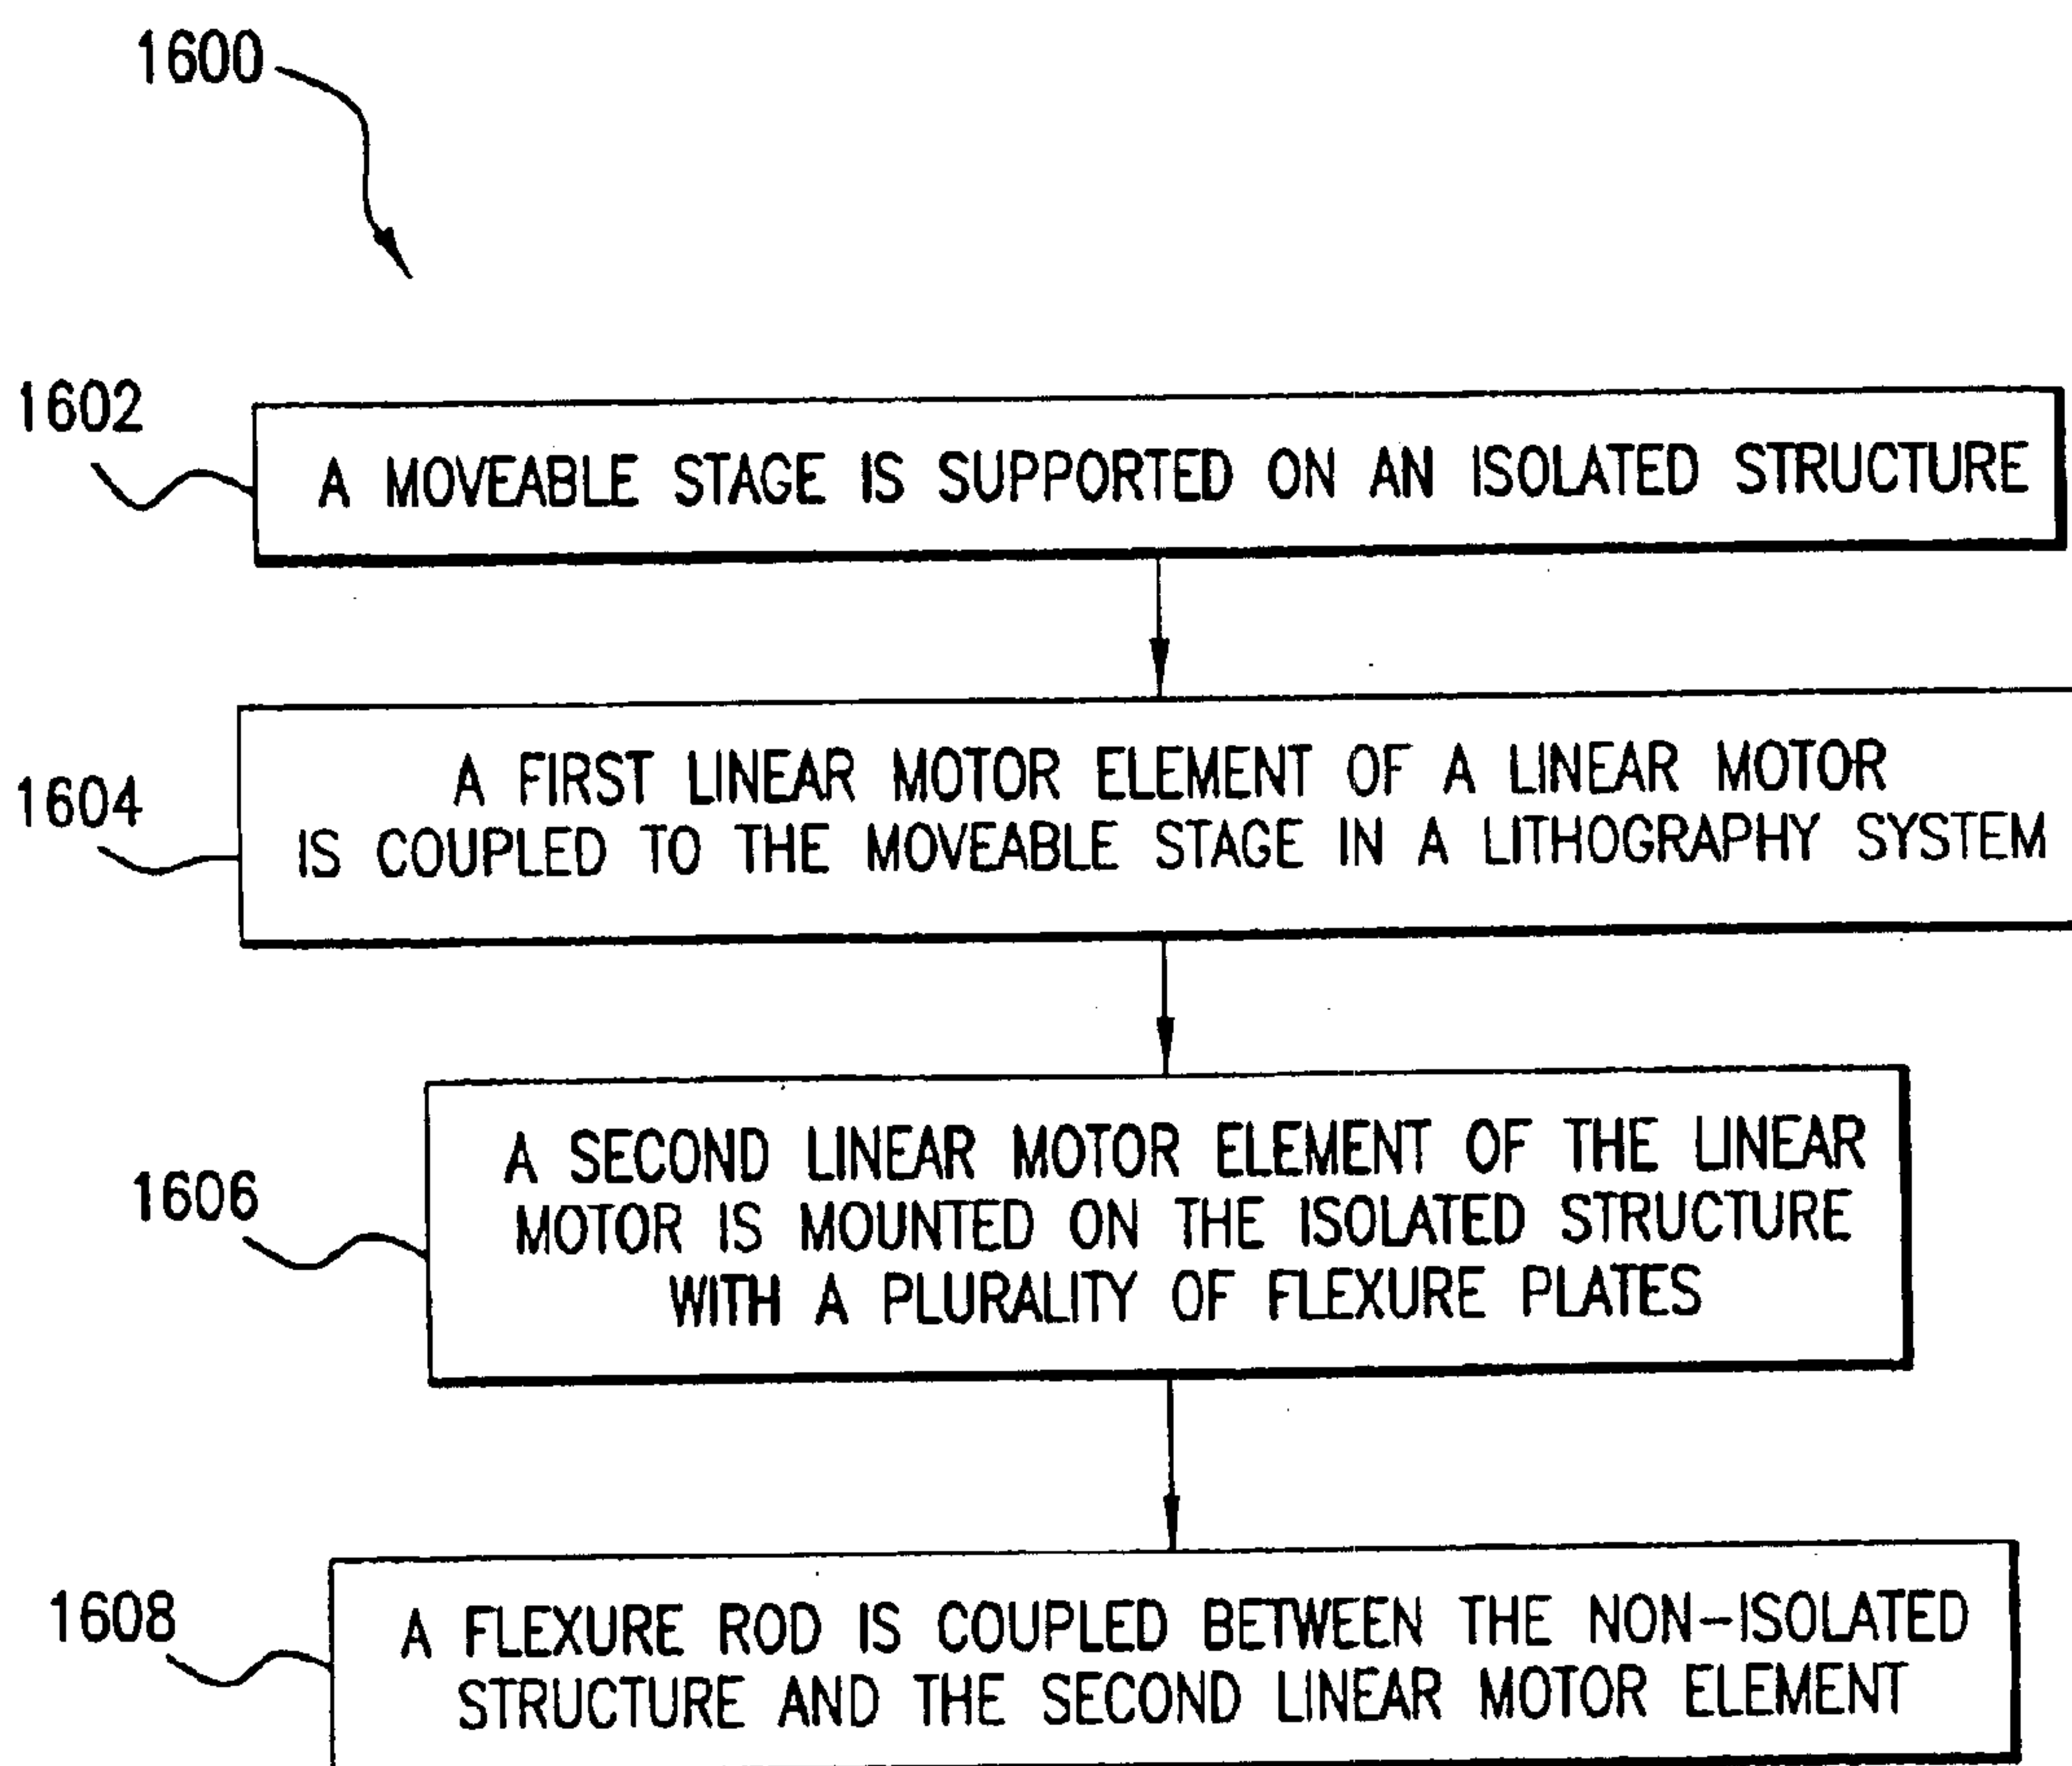 1600
1602
A MOVEABLE STAGE IS SUPPORTED ON AN ISOLATED STRUCTURE
1604
A FIRST LINEAR MOTOR ELEMENT OF A LINEAR MOTOR
IS COUPLED TO THE MOVEABLE STAGE IN A LITHOGRAPHY SYSTEM
1606
A SECOND LINEAR MOTOR ELEMENT OF THE LINEAR
MOTOR IS MOUNTED ON THE ISOLATED STRUCTURE
WITH A PLURALITY OF FLEXURE PLATES
1608
A FLEXURE ROD IS COUPLED BETWEEN THE NON-ISOLATED
STRUCTURE AND THE SECOND LINEAR MOTOR ELEMENT